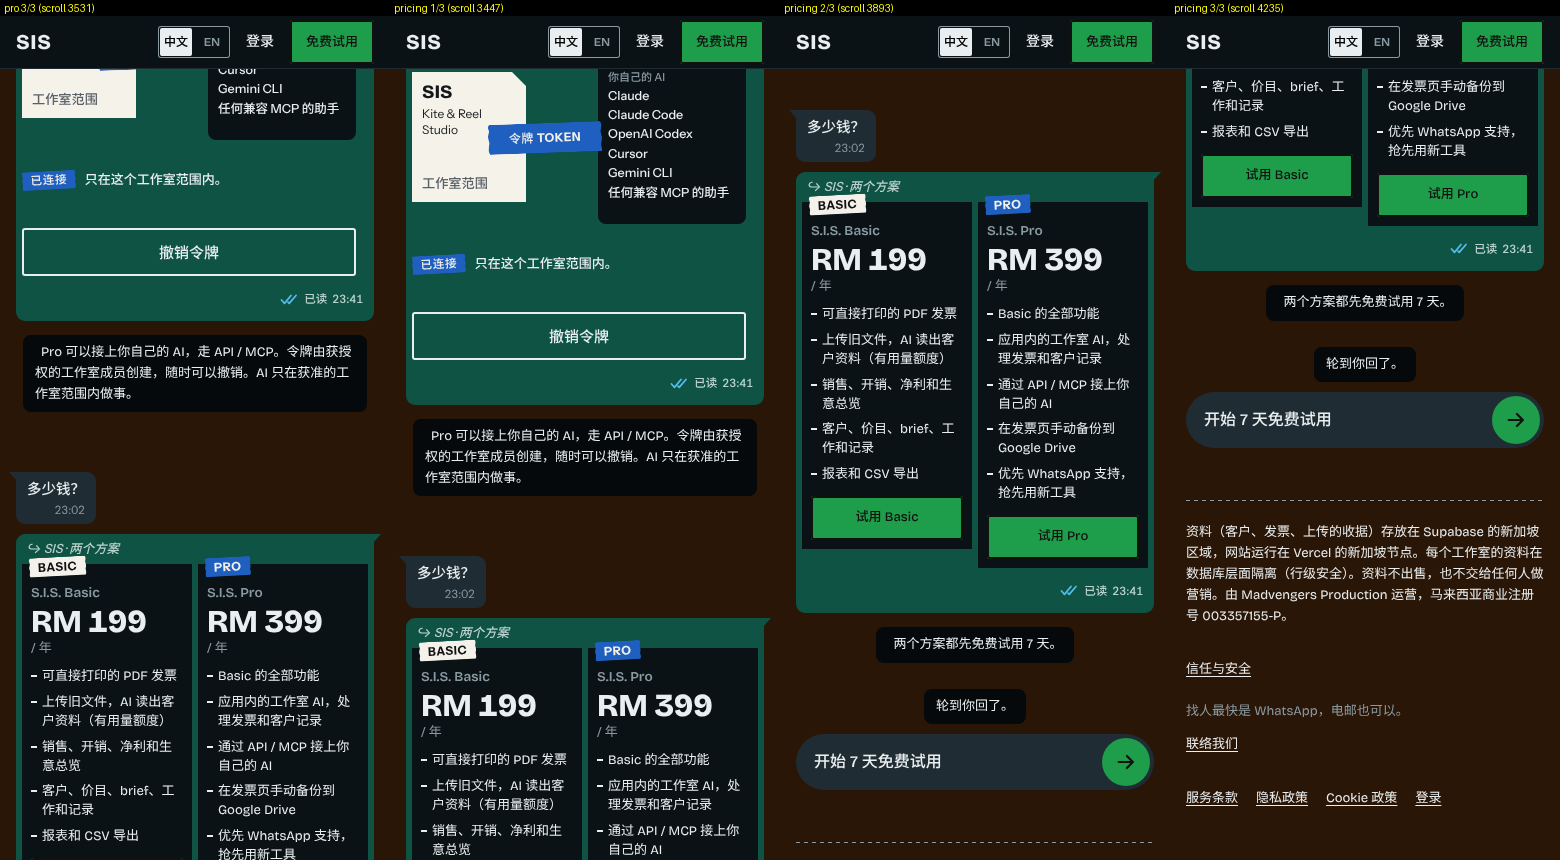 pro 3/3 (scroll 3531)
SIS
中文
EN
登录
免费试用
工作室范围
Cursor
Gemini CLI
任何兼容 MCP 的助手
已连接
只在这个工作室范围内。
撤销令牌
已读 23:41
Pro 可以接上你自己的 AI，走 API / MCP。令牌由获授
权的工作室成员创建，随时可以撤销。AI 只在获准的工
作室范围内做事。
多少钱？
23:02
SIS · 两个方案
BASIC
S.I.S. Basic
RM 199
/ 年
可直接打印的 PDF 发票
上传旧文件，AI 读出客
户资料（有用量额度）
销售、开销、净利和生
意总览
客户、价目、brief、工
作和记录
报表和 CSV 导出
PRO
S.I.S. Pro
RM 399
/ 年
Basic 的全部功能
应用内的工作室 AI，处
理发票和客户记录
通过 API / MCP 接上你
自己的 AI
在发票页手动备份到
Google Drive
优先 WhatsApp 支持，
抢先用新工具
pricing 1/3 (scroll 3447)
SIS
中文
EN
登录
免费试用
SIS
Kite & Reel
Studio
工作室范围
令牌 TOKEN
你自己的 AI
Claude
Claude Code
OpenAI Codex
Cursor
Gemini CLI
任何兼容 MCP 的助手
已连接
只在这个工作室范围内。
撤销令牌
已读 23:41
Pro 可以接上你自己的 AI，走 API / MCP。令牌由获授
权的工作室成员创建，随时可以撤销。AI 只在获准的工
作室范围内做事。
多少钱？
23:02
SIS · 两个方案
BASIC
S.I.S. Basic
RM 199
/ 年
可直接打印的 PDF 发票
上传旧文件，AI 读出客
户资料（有用量额度）
销售、开销、净利和生
意总览
PRO
S.I.S. Pro
RM 399
/ 年
Basic 的全部功能
应用内的工作室 AI，处
理发票和客户记录
通过 API / MCP 接上你
自己的 AI
pricing 2/3 (scroll 3893)
SIS
中文
EN
登录
免费试用
多少钱？
23:02
SIS · 两个方案
BASIC
S.I.S. Basic
RM 199
/ 年
可直接打印的 PDF 发票
上传旧文件，AI 读出客
户资料（有用量额度）
销售、开销、净利和生
意总览
客户、价目、brief、工
作和记录
报表和 CSV 导出
试用 Basic
PRO
S.I.S. Pro
RM 399
/ 年
Basic 的全部功能
应用内的工作室 AI，处
理发票和客户记录
通过 API / MCP 接上你
自己的 AI
在发票页手动备份到
Google Drive
优先 WhatsApp 支持，
抢先用新工具
试用 Pro
已读 23:41
两个方案都先免费试用 7 天。
轮到你回了。
开始 7 天免费试用
pricing 3/3 (scroll 4235)
SIS
中文
EN
登录
免费试用
客户、价目、brief、工
作和记录
报表和 CSV 导出
试用 Basic
在发票页手动备份到
Google Drive
优先 WhatsApp 支持，
抢先用新工具
试用 Pro
已读 23:41
两个方案都先免费试用 7 天。
轮到你回了。
开始 7 天免费试用
资料（客户、发票、上传的收据）存放在 Supabase 的新加坡
区域，网站运行在 Vercel 的新加坡节点。每个工作室的资料在
数据库层面隔离（行级安全）。资料不出售，也不交给任何人做
营销。由 Madvengers Production 运营，马来西亚商业注册
号 003357155-P。
信任与安全
找人最快是 WhatsApp，电邮也可以。
联络我们
服务条款
隐私政策
Cookie 政策
登录